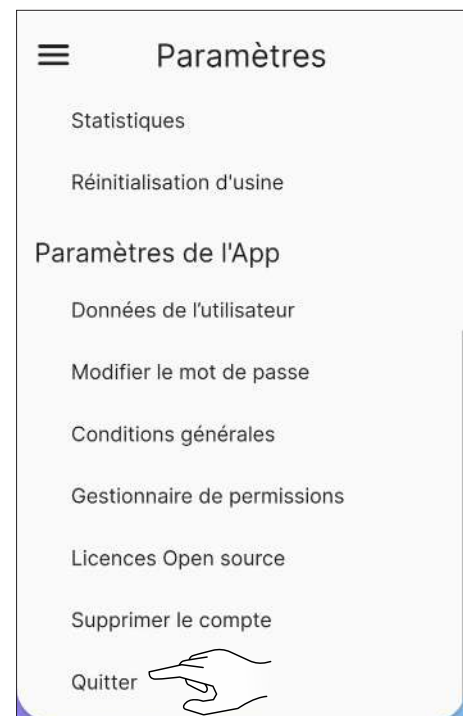 Paramètres
Statistiques
Réinitialisation d'usine
Paramètres de l'App
Données de l’utilisateur
Modifier le mot de passe
Conditions générales
Gestionnaire de permissions
Licences Open source
Supprimer le compte
Quitter